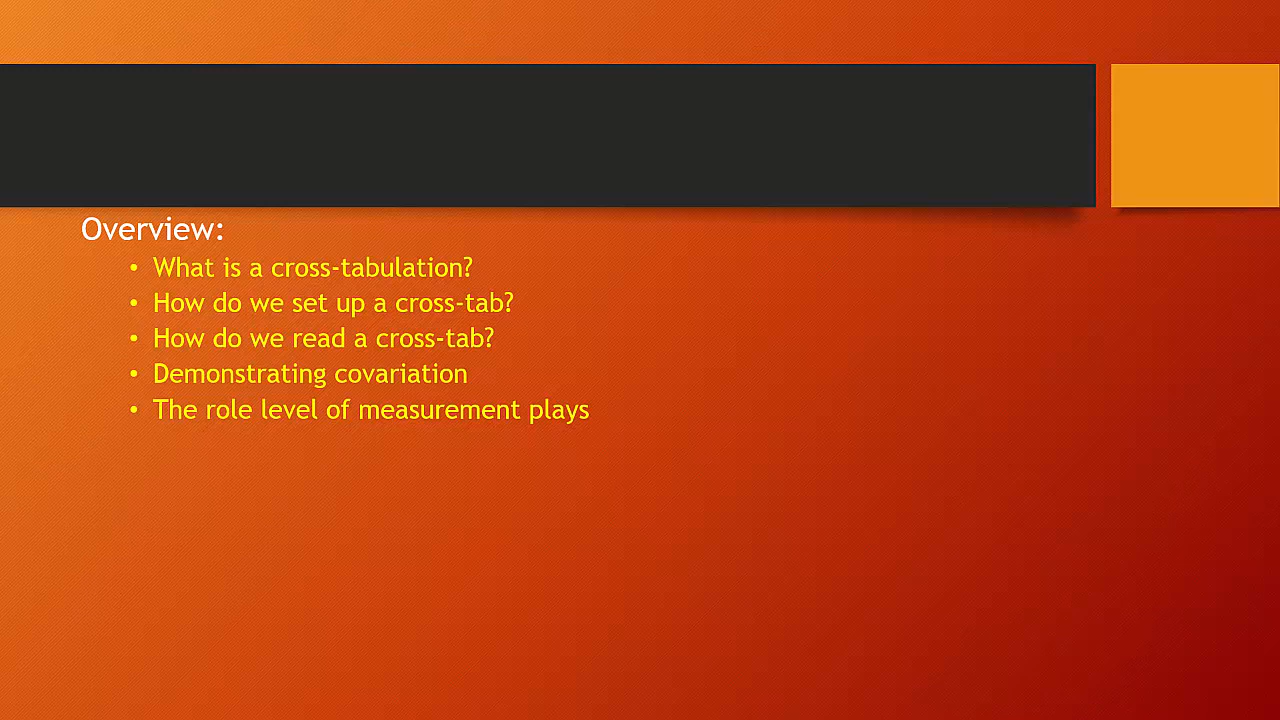 Overview:
• What is a cross-tabulation?
• How do we set up a cross-tab?
• How do we read a cross-tab?
• Demonstrating covariation
• The role level of measurement plays